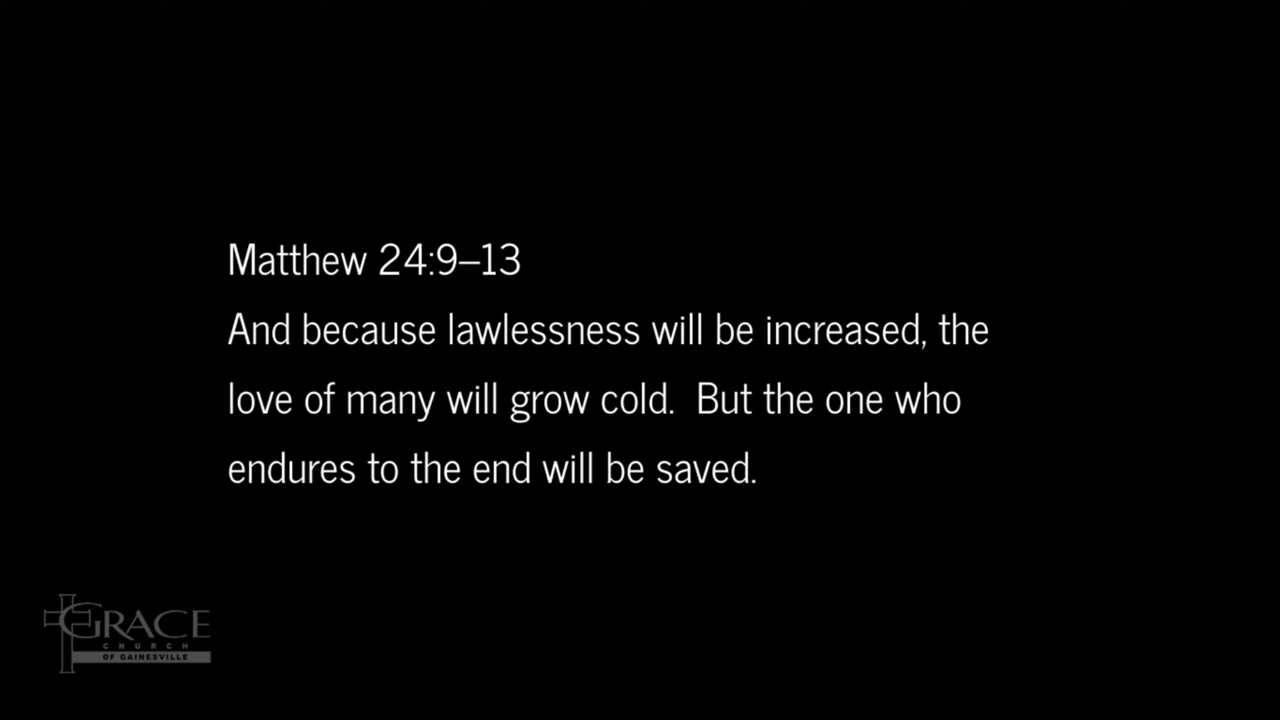 Matthew 24:9–13
And because lawlessness will be increased, the
love of many will grow cold.  But the one who
endures to the end will be saved.
GRACE
CHURCH
OF GAINESVILLE